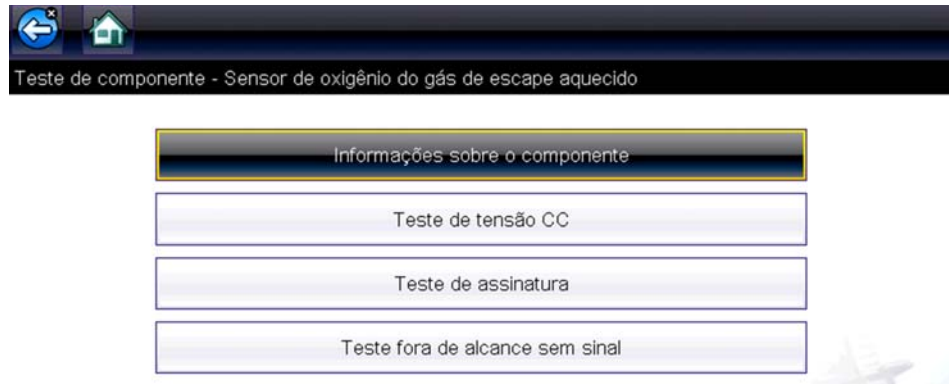 Teste de componente - Sensor de oxigênio do gás de escape aquecido
Informações sobre o componente
Teste de tensão CC
Teste de assinatura
Teste fora de alcance sem sinal